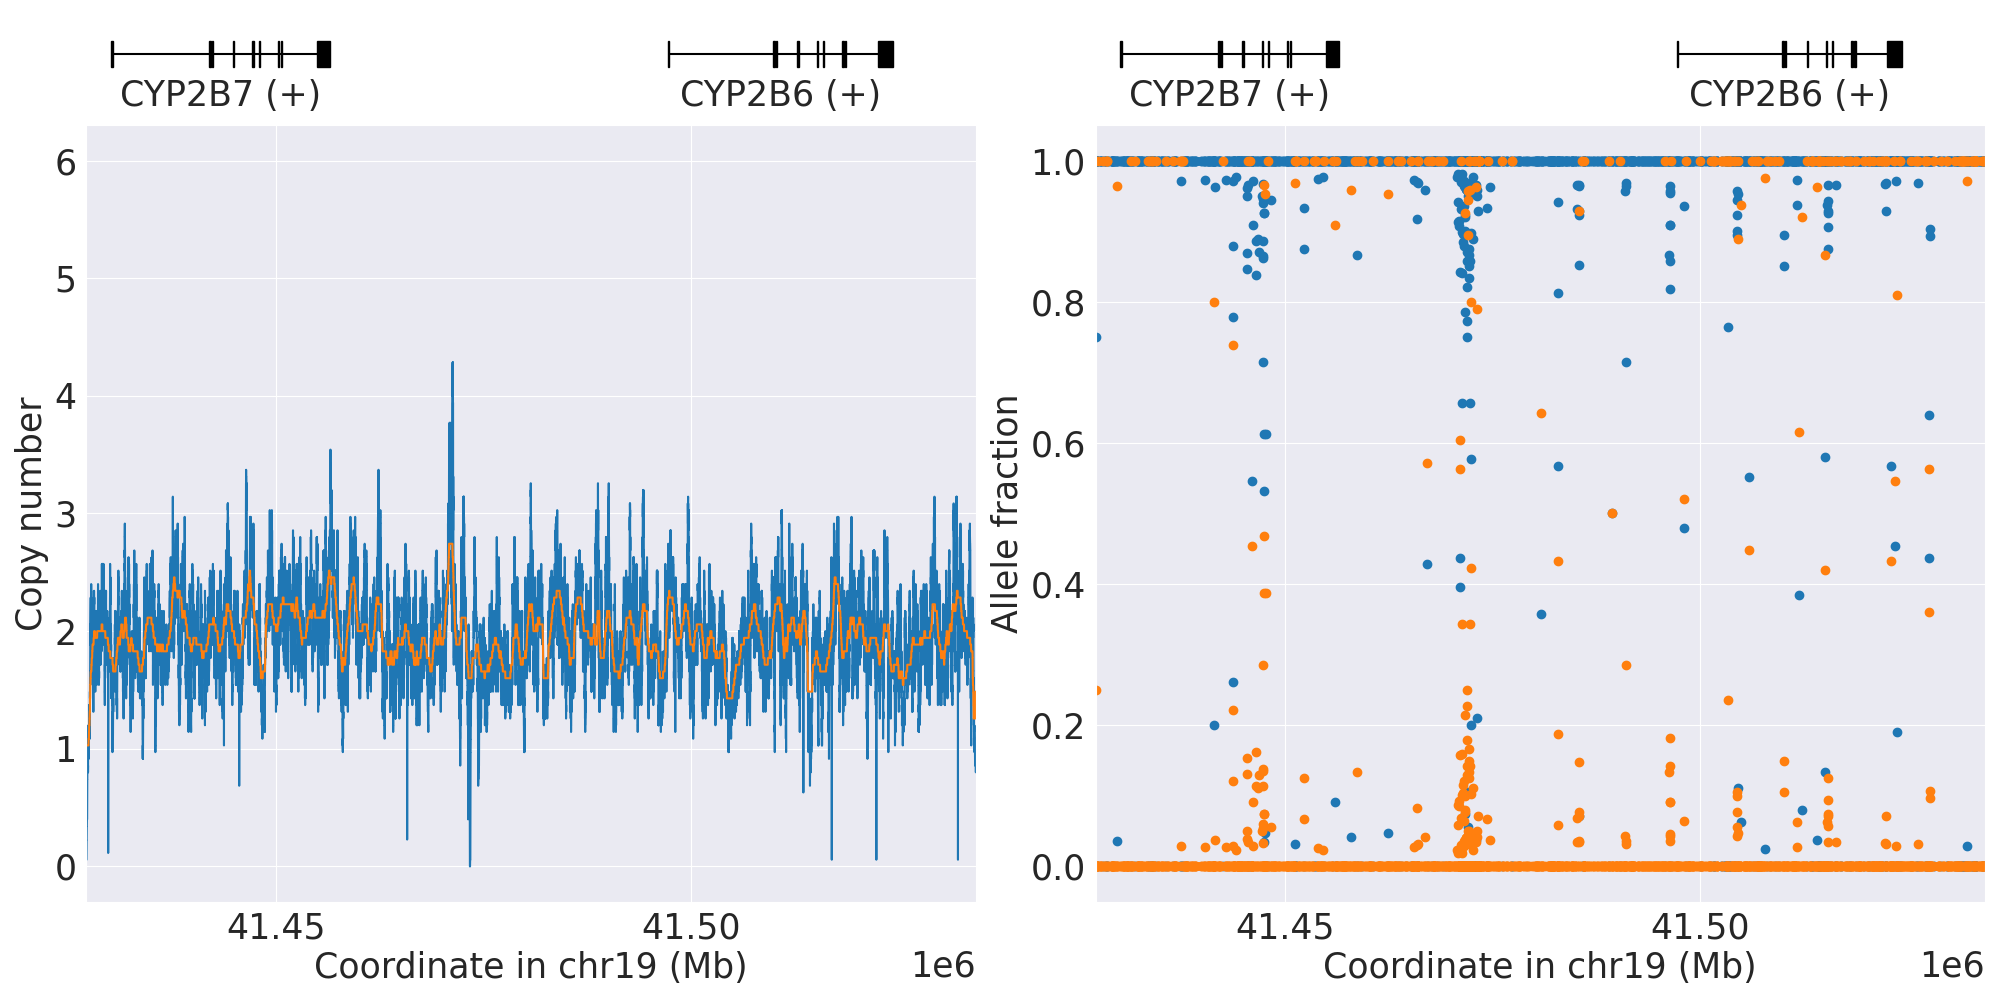 CYP2B7 (+) CYP2B6 (+)
6
5
4
3
2
1
0
Copy number
41.45 41.50
Coordinate in chr19 (Mb) 1e6
CYP2B7 (+) CYP2B6 (+)
1.0
0.8
0.6
0.4
0.2
0.0
Allele fraction
41.45 41.50
Coordinate in chr19 (Mb) 1e6